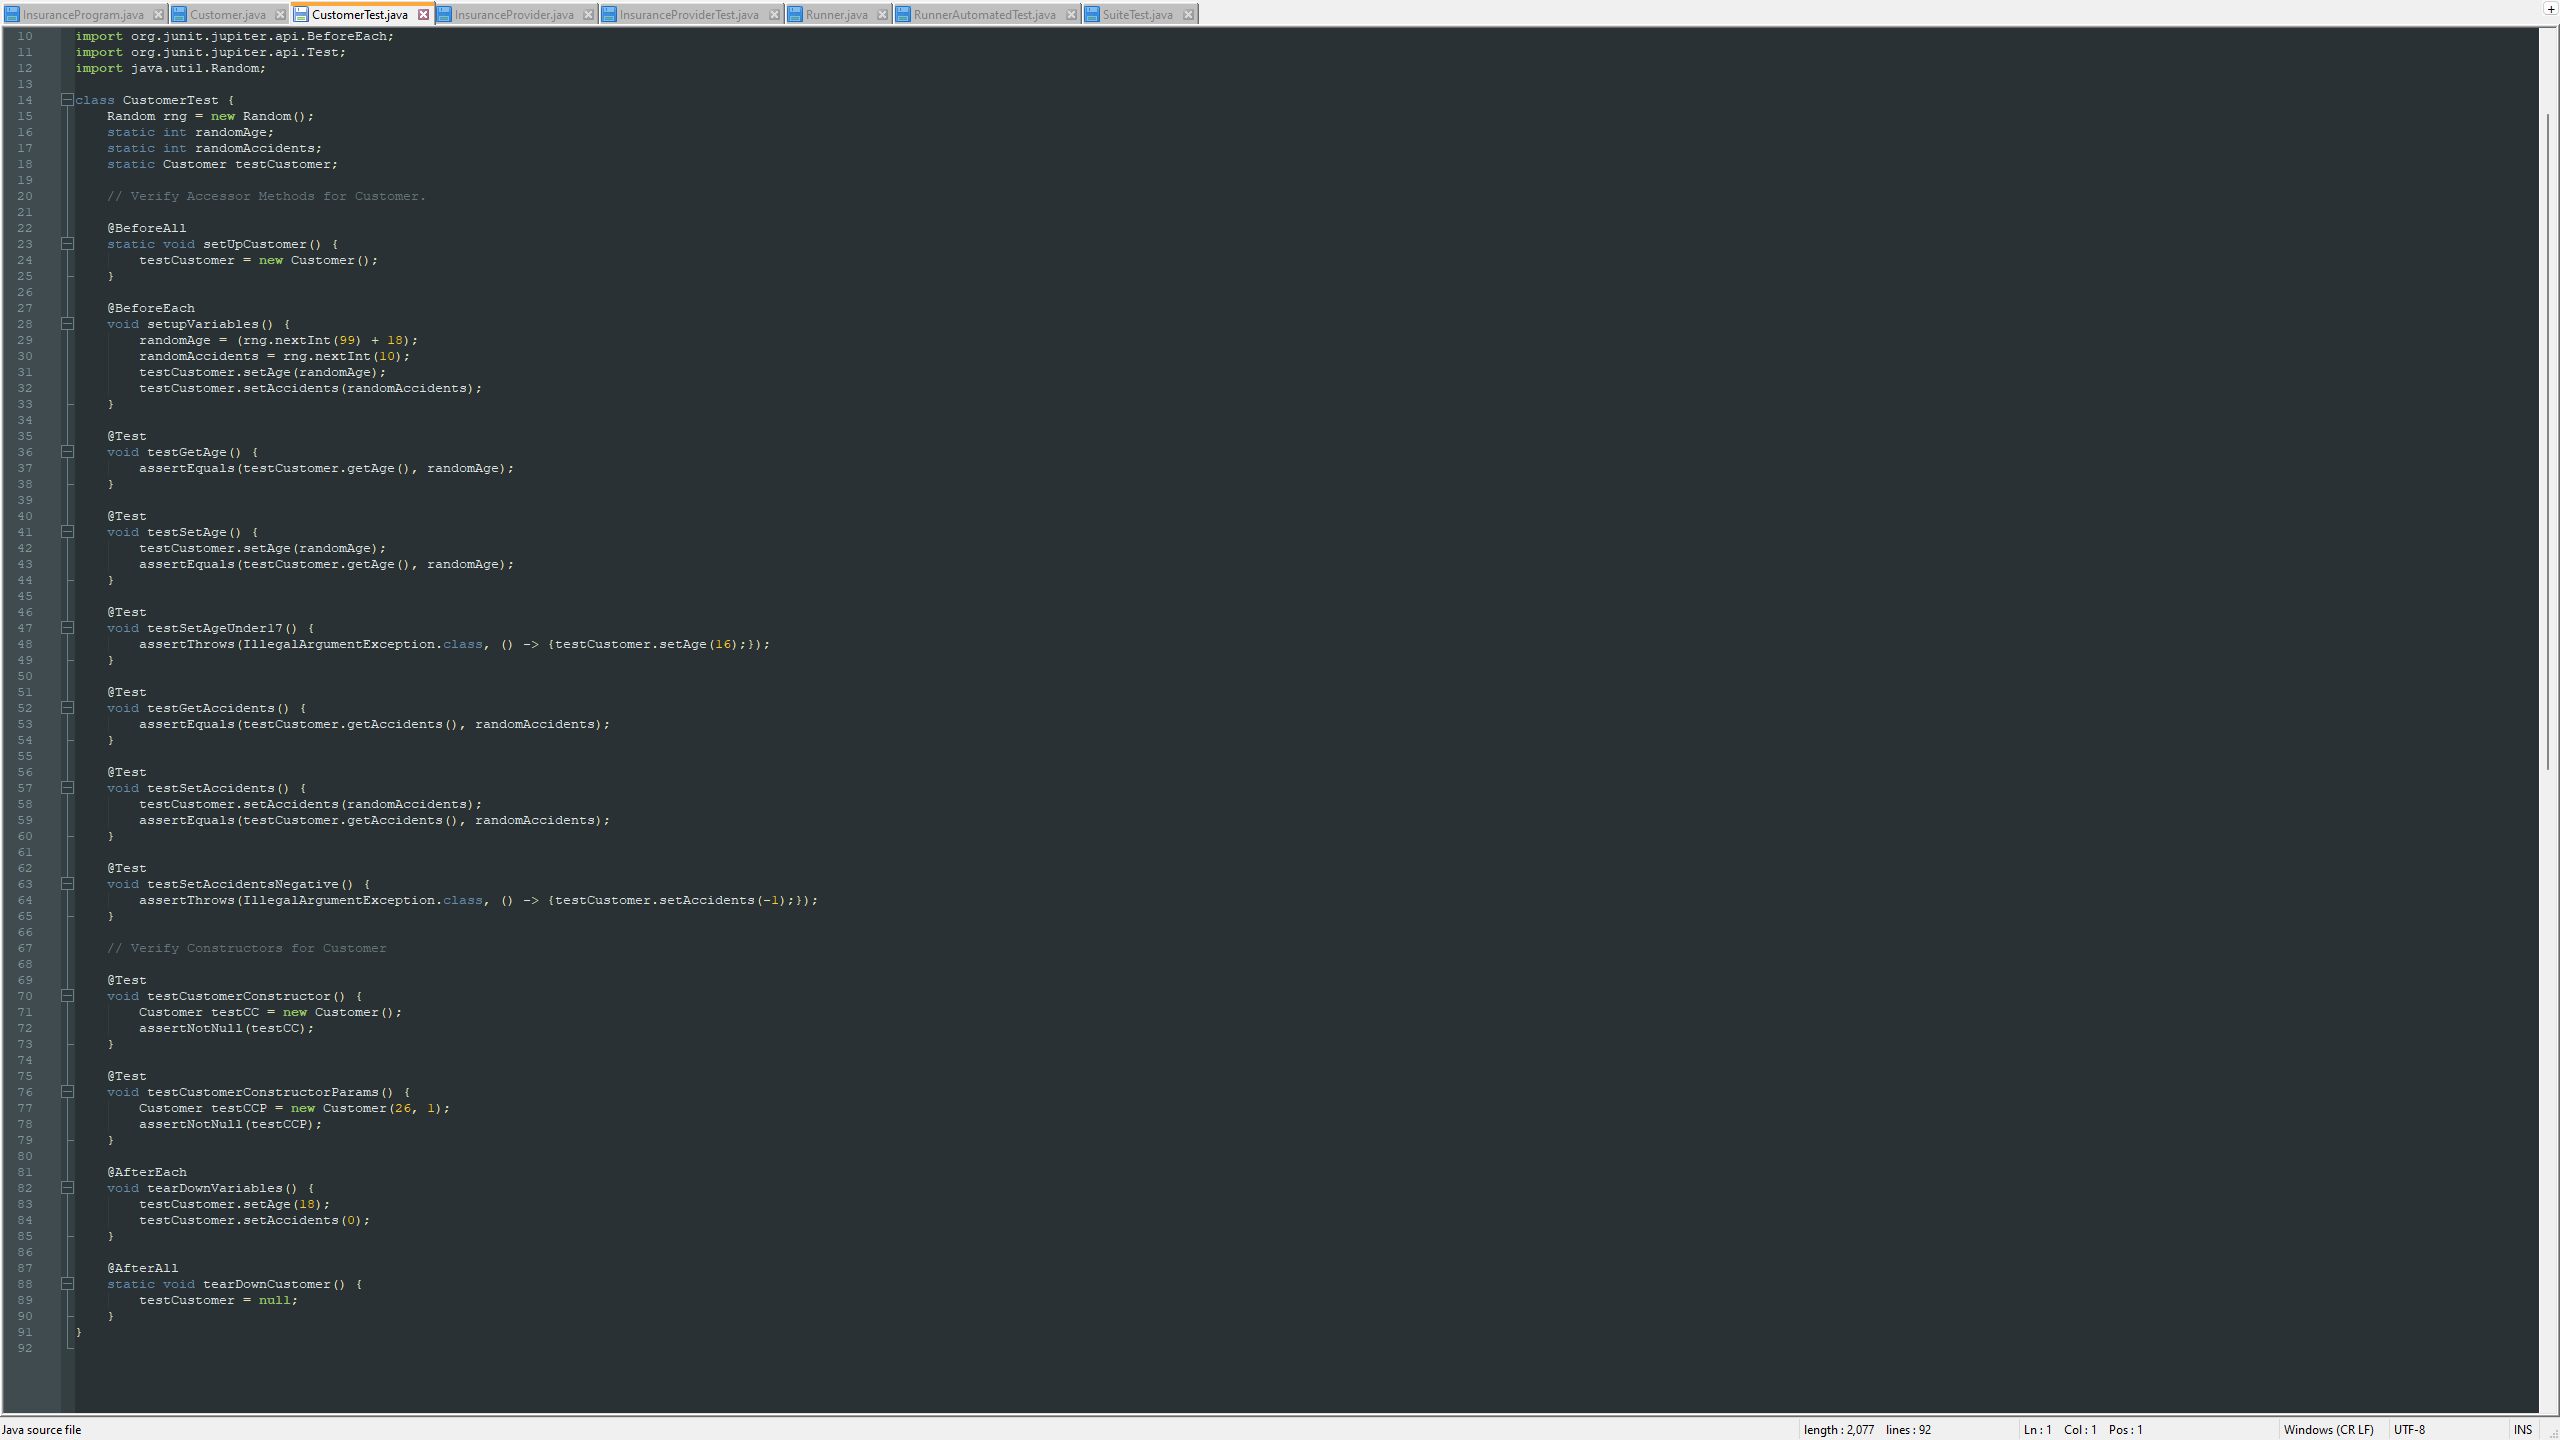 InsuranceProgram.java Customer.java CustomerTest.java InsuranceProvider.java InsuranceProviderTest.java Runner.java RunnerAutomatedTest.java SuiteTest.java +
10 import org.junit.jupiter.api.BeforeEach;
11 import org.junit.jupiter.api.Test;
12 import java.util.Random;
13
14 class CustomerTest {
15     Random rng = new Random();
16     static int randomAge;
17     static int randomAccidents;
18     static Customer testCustomer;
19
20     // Verify Accessor Methods for Customer.
21
22     @BeforeAll
23     static void setUpCustomer() {
24         testCustomer = new Customer();
25     }
26
27     @BeforeEach
28     void setupVariables() {
29         randomAge = (rng.nextInt(99) + 18);
30         randomAccidents = rng.nextInt(10);
31         testCustomer.setAge(randomAge);
32         testCustomer.setAccidents(randomAccidents);
33     }
34
35     @Test
36     void testGetAge() {
37         assertEquals(testCustomer.getAge(), randomAge);
38     }
39
40     @Test
41     void testSetAge() {
42         testCustomer.setAge(randomAge);
43         assertEquals(testCustomer.getAge(), randomAge);
44     }
45
46     @Test
47     void testSetAgeUnder17() {
48         assertThrows(IllegalArgumentException.class, () -> {testCustomer.setAge(16);});
49     }
50
51     @Test
52     void testGetAccidents() {
53         assertEquals(testCustomer.getAccidents(), randomAccidents);
54     }
55
56     @Test
57     void testSetAccidents() {
58         testCustomer.setAccidents(randomAccidents);
59         assertEquals(testCustomer.getAccidents(), randomAccidents);
60     }
61
62     @Test
63     void testSetAccidentsNegative() {
64         assertThrows(IllegalArgumentException.class, () -> {testCustomer.setAccidents(-1);});
65     }
66
67     // Verify Constructors for Customer
68
69     @Test
70     void testCustomerConstructor() {
71         Customer testCC = new Customer();
72         assertNotNull(testCC);
73     }
74
75     @Test
76     void testCustomerConstructorParams() {
77         Customer testCCP = new Customer(26, 1);
78         assertNotNull(testCCP);
79     }
80
81     @AfterEach
82     void tearDownVariables() {
83         testCustomer.setAge(18);
84         testCustomer.setAccidents(0);
85     }
86
87     @AfterAll
88     static void tearDownCustomer() {
89         testCustomer = null;
90     }
91 }
92
Java source file length : 2,077 lines : 92 Ln : 1 Col : 1 Pos : 1 Windows (CR LF) UTF-8 INS